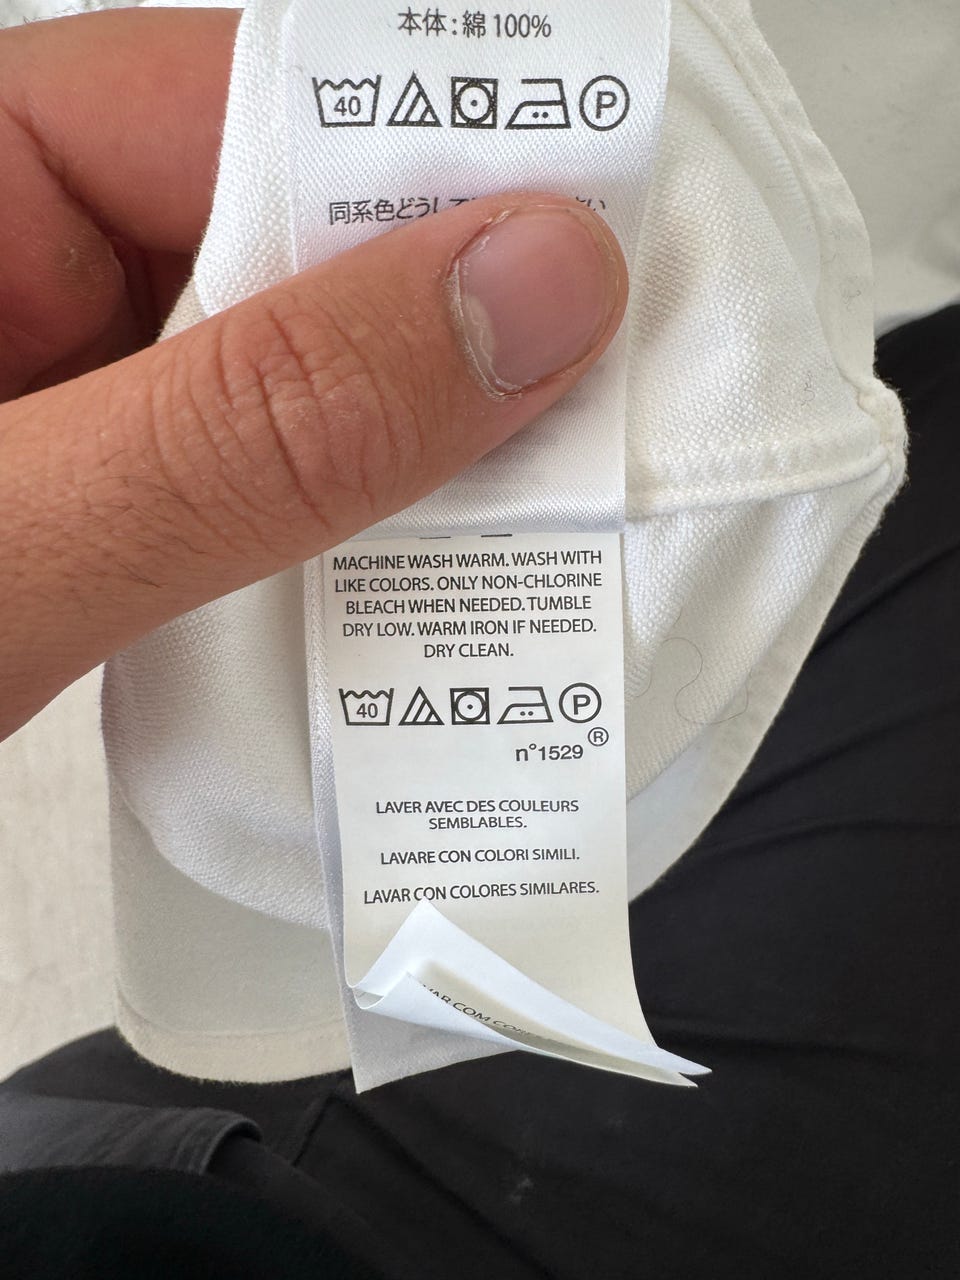 本体：綿 100%
40 P
同系色どうし
MACHINE WASH WARM. WASH WITH
LIKE COLORS. ONLY NON-CHLORINE
BLEACH WHEN NEEDED. TUMBLE
DRY LOW. WARM IRON IF NEEDED.
DRY CLEAN.
40 P
n°1529 ®
LAVER AVEC DES COULEURS
SEMBLABLES.
LAVARE CON COLORI SIMILI.
LAVAR CON COLORES SIMILARES.
COM